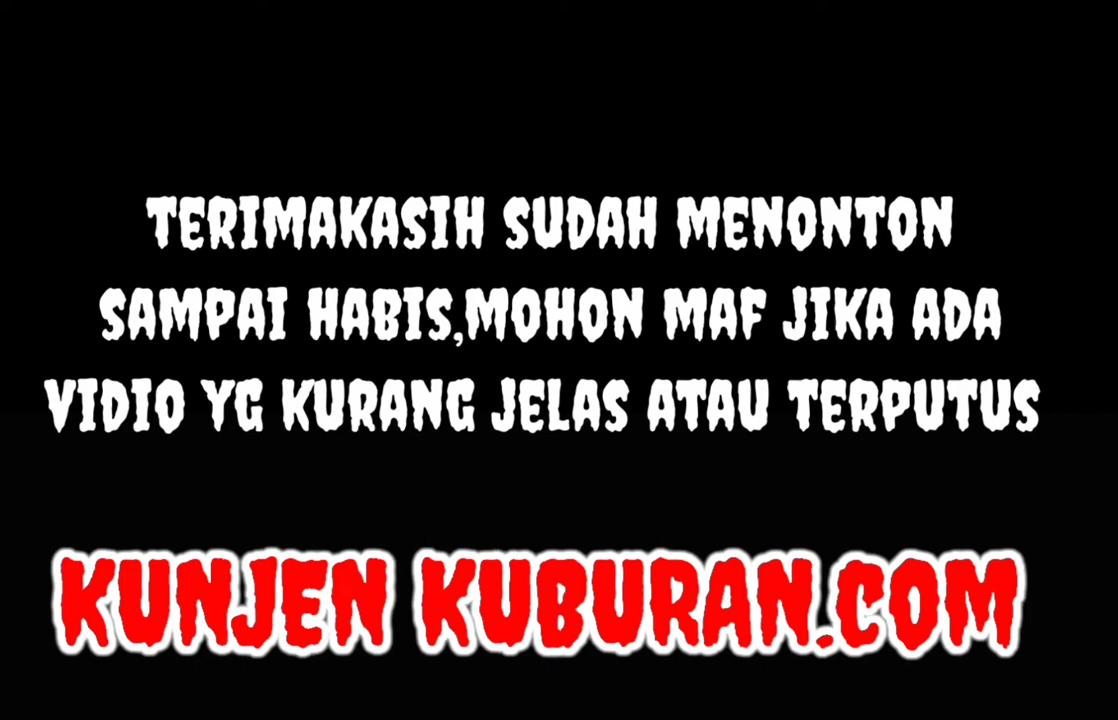 TERIMAKASIH SUDAH MENONTON
SAMPAI HABIS,MOHON MAF JIKA ADA
VIDIO YG KURANG JELAS ATAU TERPUTUS
KUNJEN KUBURAN.COM